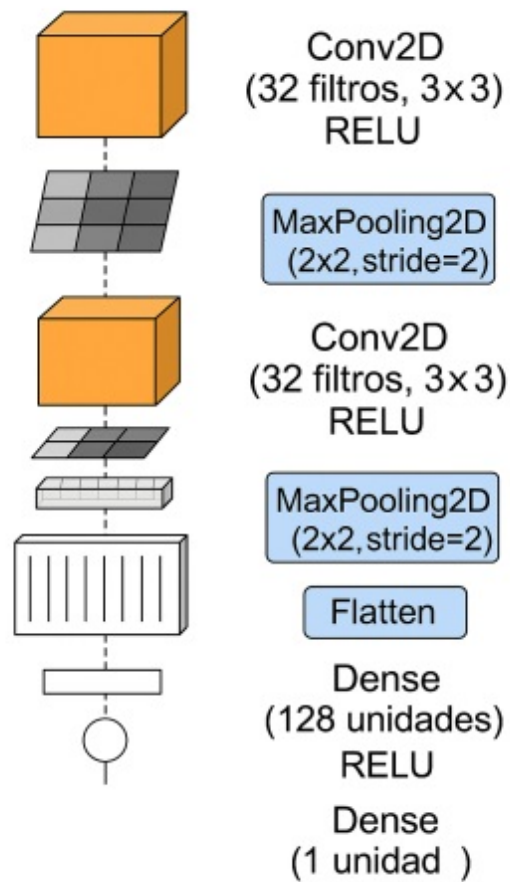 Conv2D
(32 filtros, 3×3)
RELU
MaxPooling2D
(2x2, stride=2)
Conv2D
(32 filtros, 3×3)
RELU
MaxPooling2D
(2x2, stride=2)
Flatten
Dense
(128 unidades)
RELU
Dense
(1 unidad )